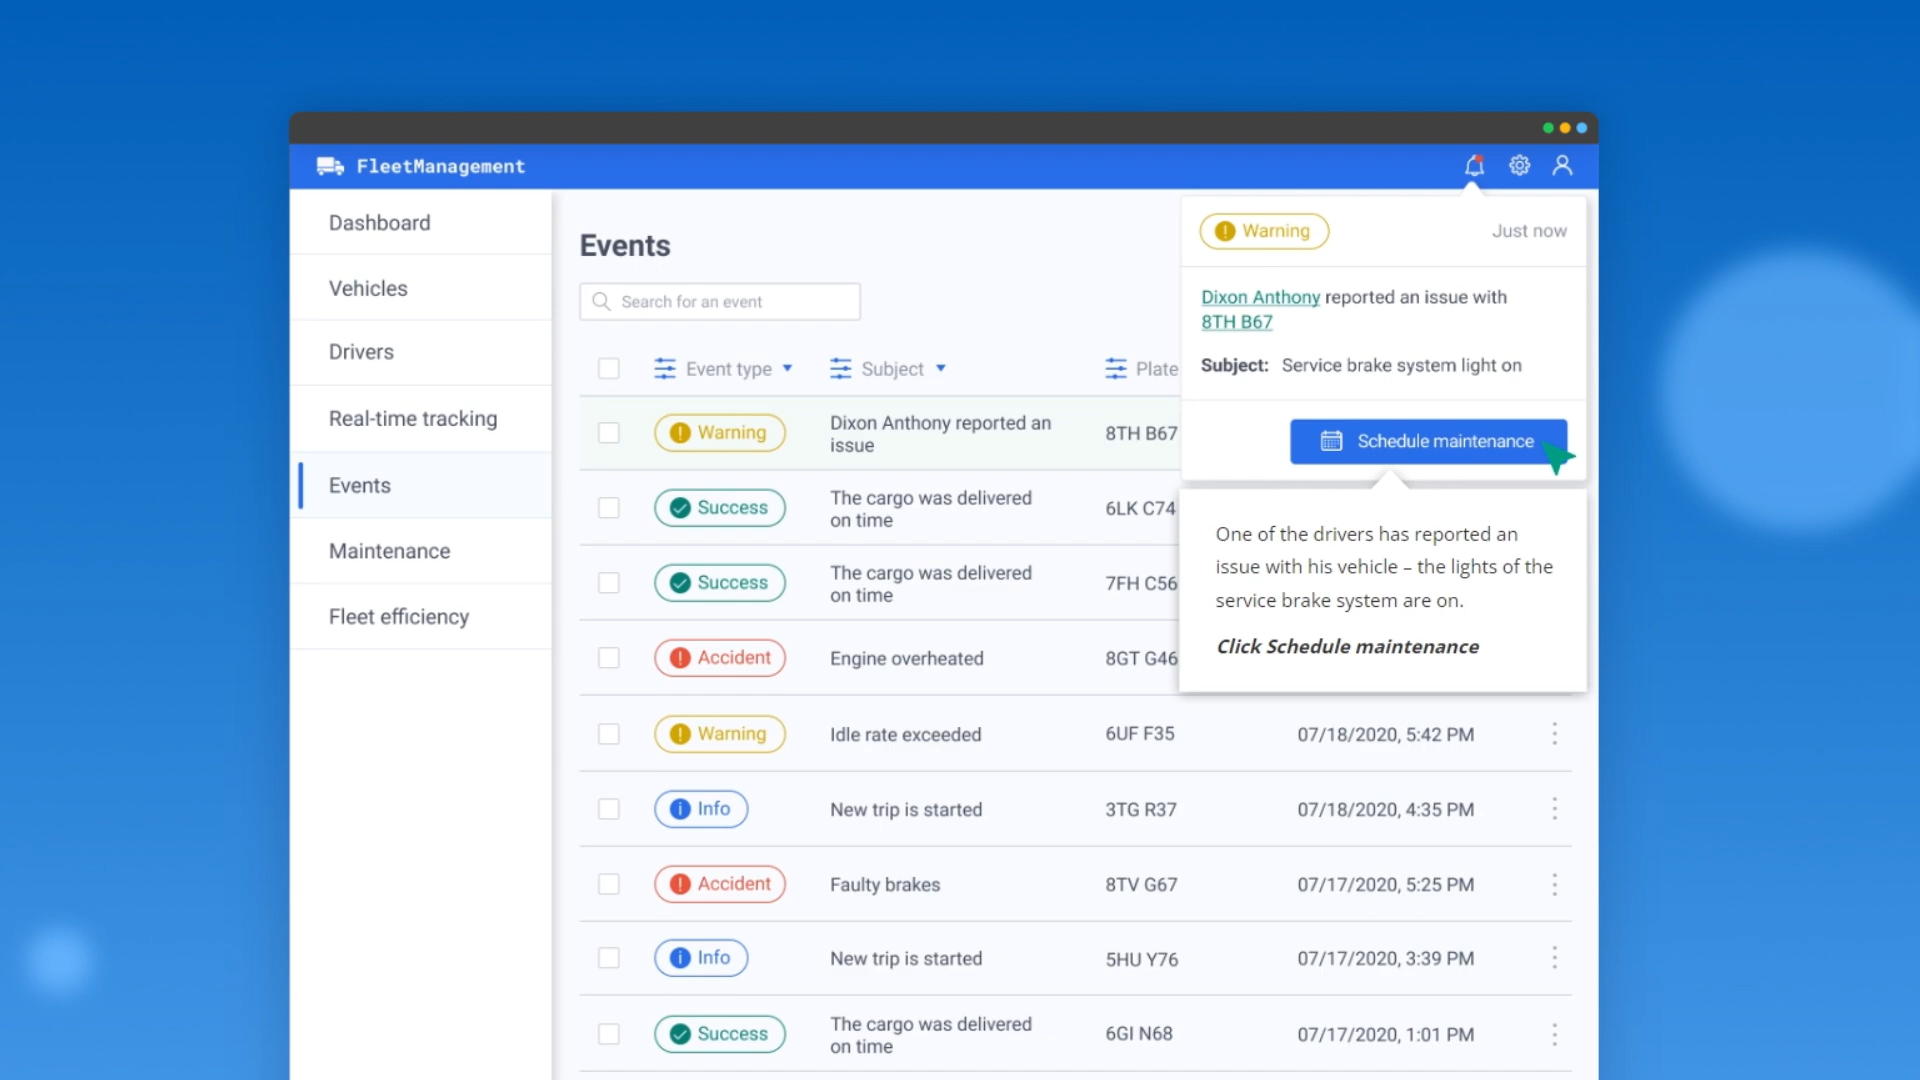 FleetManagement
Dashboard
Vehicles
Drivers
Real-time tracking
Events
Maintenance
Fleet efficiency
Events
Search for an event
Event type
Subject
Plate
Warning
Dixon Anthony reported an
issue
8TH B67
Success
The cargo was delivered
on time
6LK C74
Success
The cargo was delivered
on time
7FH C56
Accident
Engine overheated
8GT G46
Warning
Idle rate exceeded
6UF F35
07/18/2020, 5:42 PM
Info
New trip is started
3TG R37
07/18/2020, 4:35 PM
Accident
Faulty brakes
8TV G67
07/17/2020, 5:25 PM
Info
New trip is started
5HU Y76
07/17/2020, 3:39 PM
Success
The cargo was delivered
on time
6GI N68
07/17/2020, 1:01 PM
Warning
Just now
Dixon Anthony reported an issue with
8TH B67
Subject: Service brake system light on
Schedule maintenance
One of the drivers has reported an
issue with his vehicle – the lights of the
service brake system are on.
Click Schedule maintenance